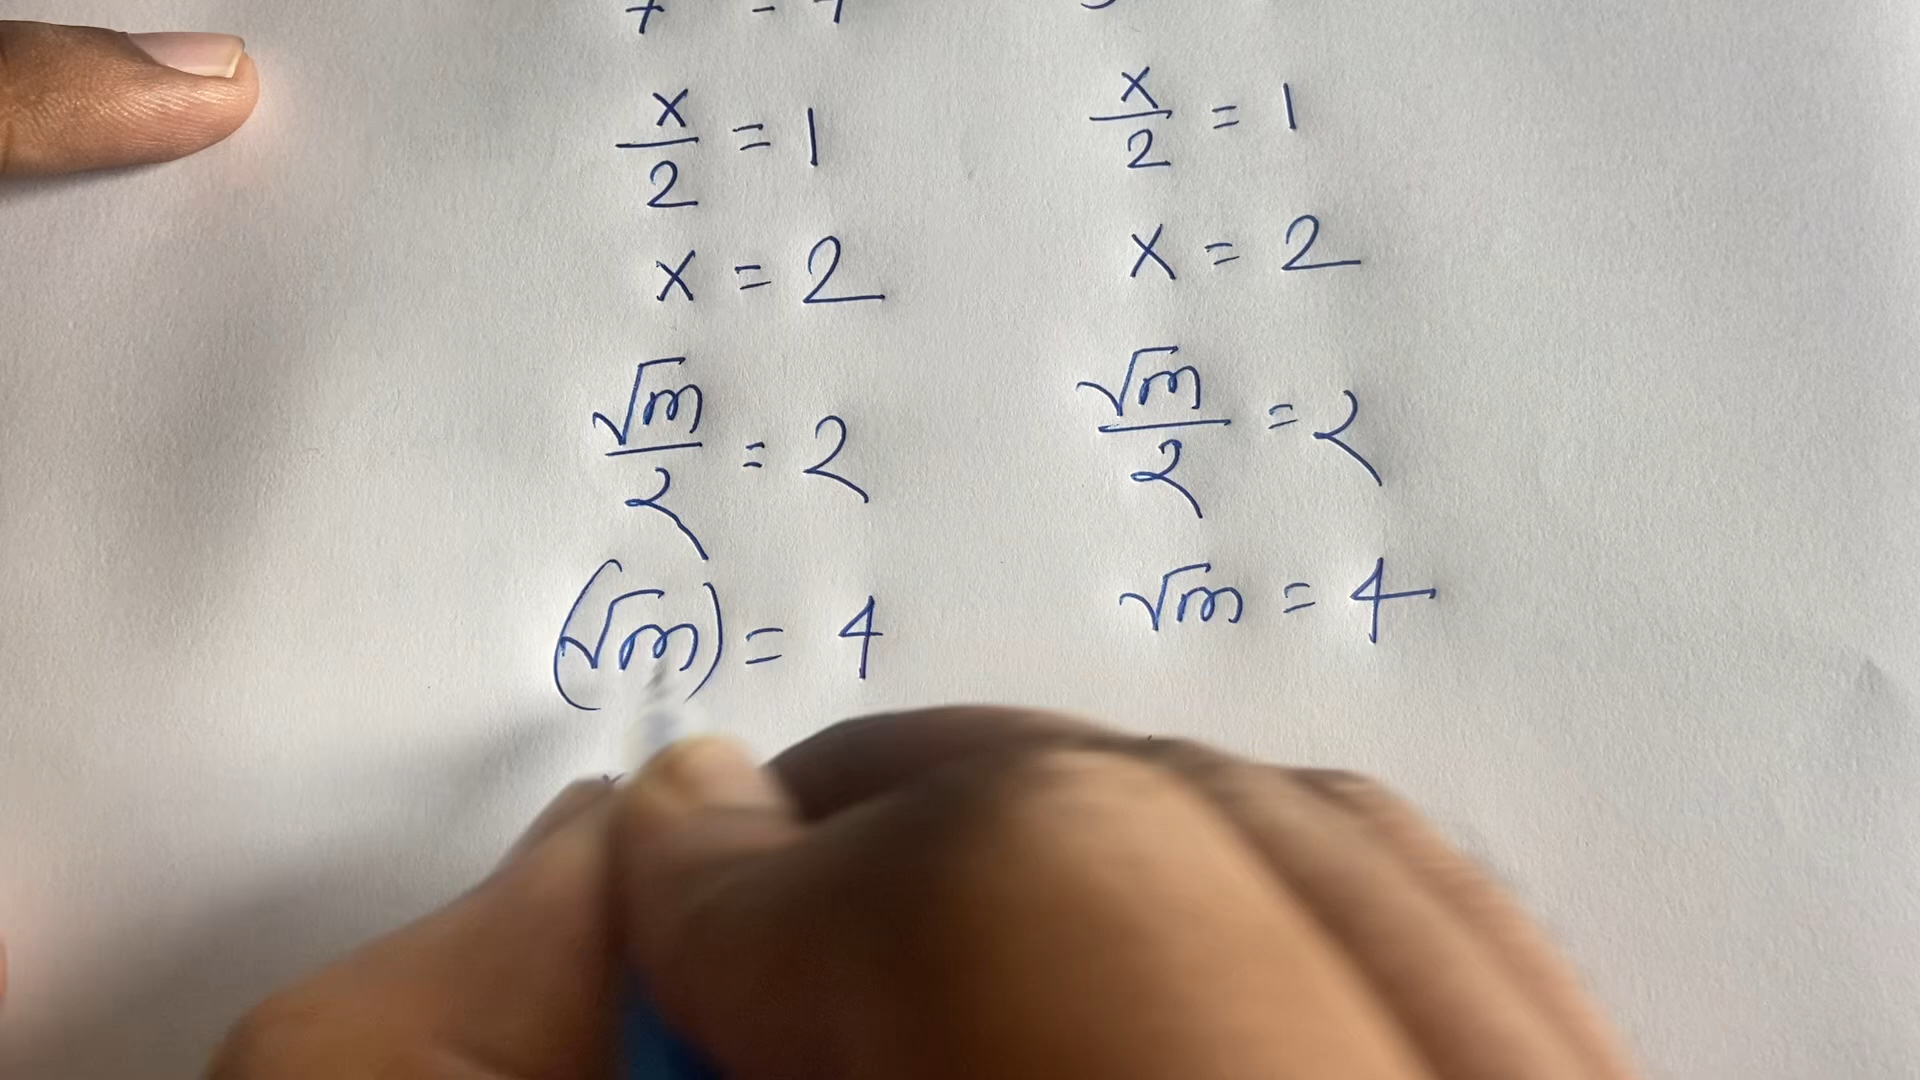 x/2 = 1
x = 2
√m/2 = 2
(√m) = 4
x/2 = 1
x = 2
√m/2 = 2
√m = 4